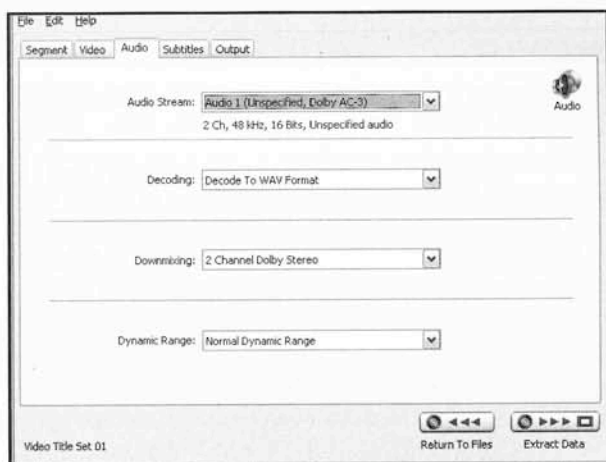 File Edit Help
Segment Video Audio Subtitles Output
Audio Stream: Audio 1 (Unspecified, Dolby AC-3)
Audio
2 Ch, 48 kHz, 16 Bits, Unspecified audio
Decoding: Decode To WAV Format
Downmixing: 2 Channel Dolby Stereo
Dynamic Range: Normal Dynamic Range
Video Title Set 01
Return To Files
Extract Data